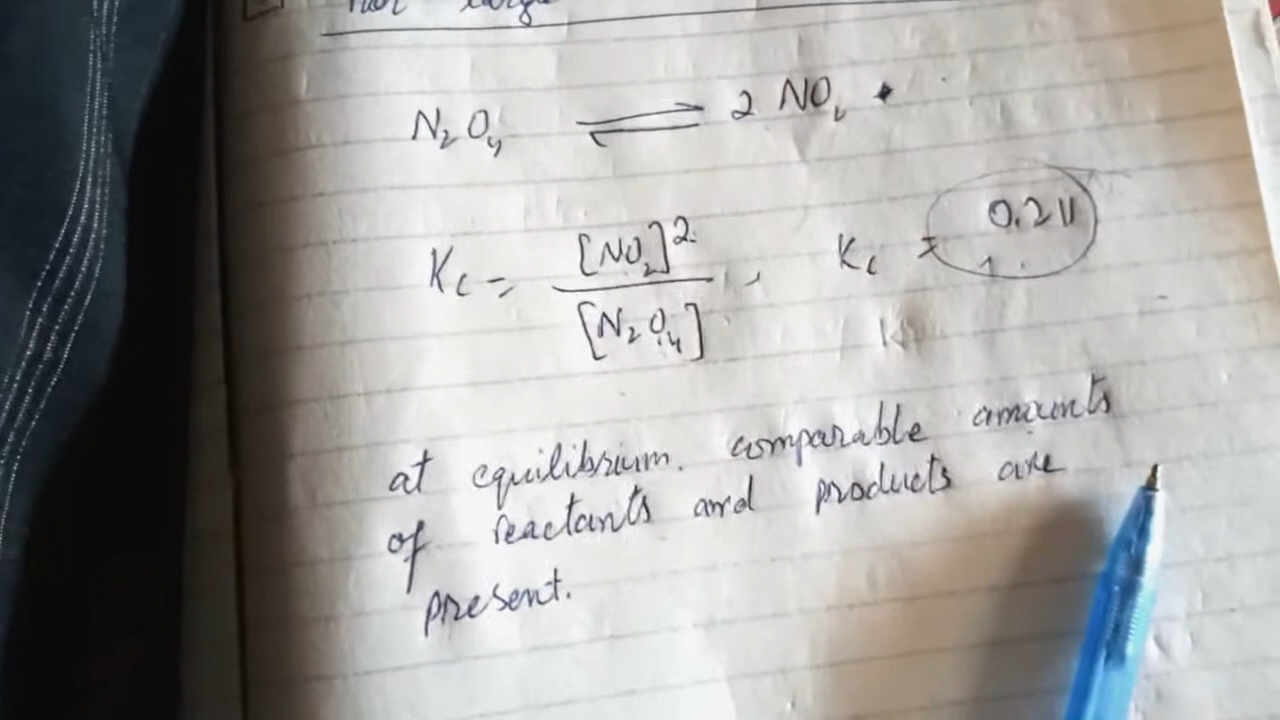 N₂O₄ ⇌ 2 NO₂
Kc = [NO₂]² / [N₂O₄] , Kc = 0.211
at equilibrium. comparable amounts
of reactants and products are
present.